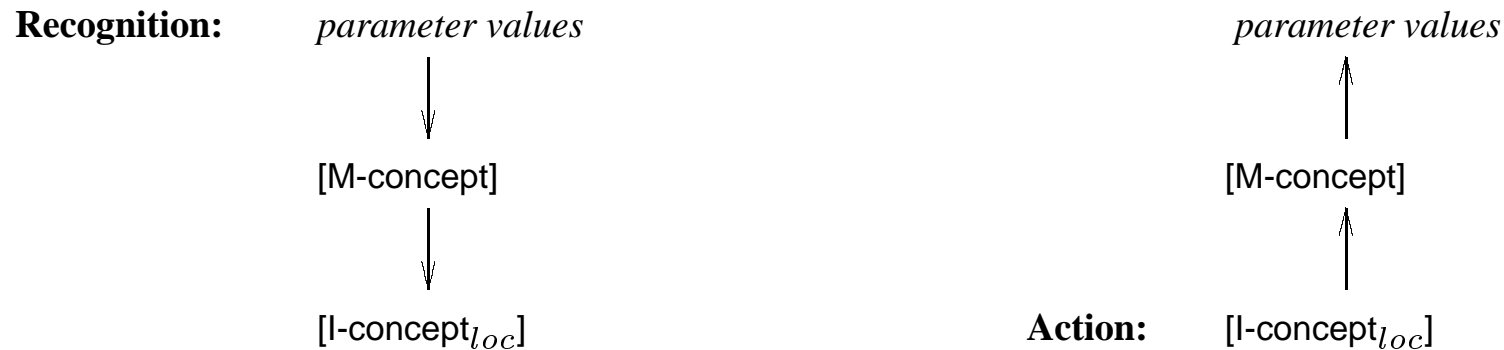 Recognition: parameter values parameter values
[M-concept] [M-concept]
[I-concept_loc] Action: [I-concept_loc]